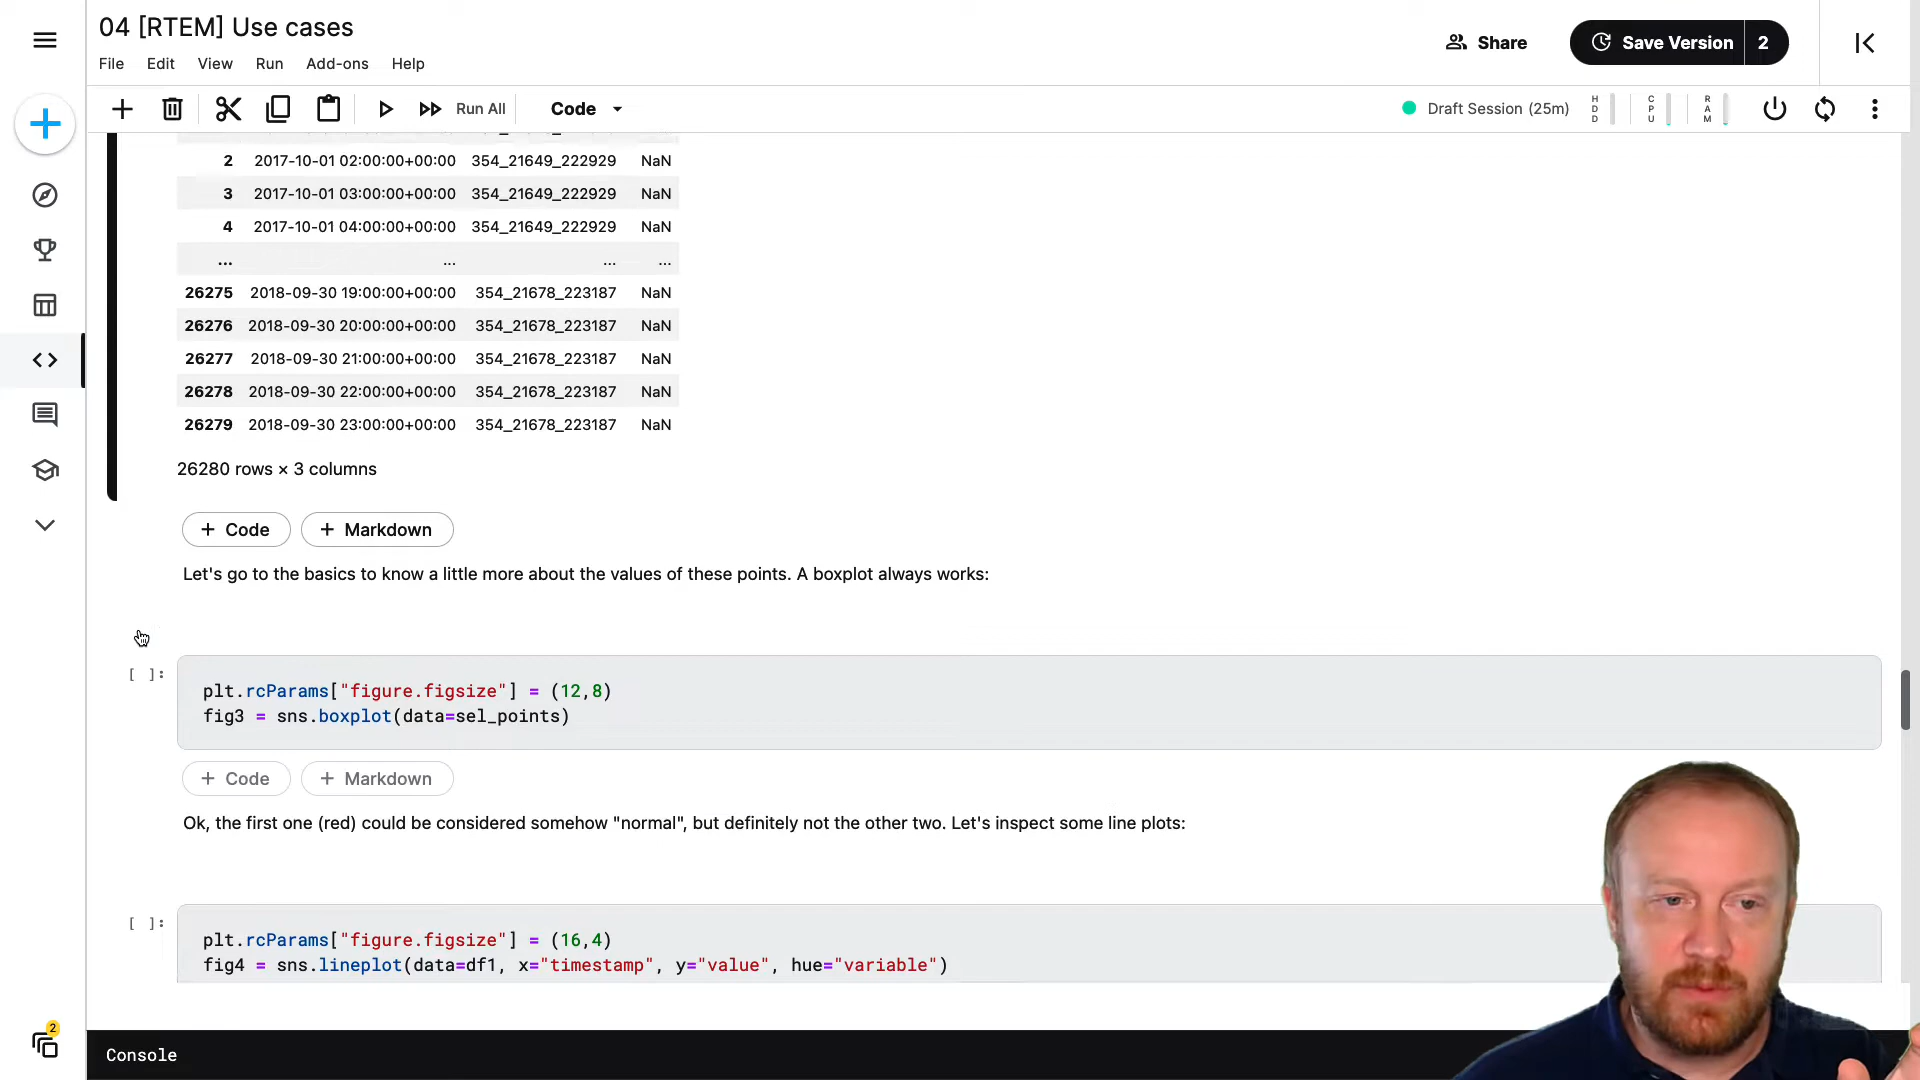 04 [RTEM] Use cases
File Edit View Run Add-ons Help
Share
Save Version 2
Run All
Code
Draft Session (25m)
HDD
CPU
RAM
2 2017-10-01 02:00:00+00:00 354_21649_222929 NaN
3 2017-10-01 03:00:00+00:00 354_21649_222929 NaN
4 2017-10-01 04:00:00+00:00 354_21649_222929 NaN
... ... ... ...
26275 2018-09-30 19:00:00+00:00 354_21678_223187 NaN
26276 2018-09-30 20:00:00+00:00 354_21678_223187 NaN
26277 2018-09-30 21:00:00+00:00 354_21678_223187 NaN
26278 2018-09-30 22:00:00+00:00 354_21678_223187 NaN
26279 2018-09-30 23:00:00+00:00 354_21678_223187 NaN
26280 rows × 3 columns
+ Code + Markdown
Let's go to the basics to know a little more about the values of these points. A boxplot always works:
[ ]:
plt.rcParams["figure.figsize"] = (12,8)
fig3 = sns.boxplot(data=sel_points)
+ Code + Markdown
Ok, the first one (red) could be considered somehow "normal", but definitely not the other two. Let's inspect some line plots:
[ ]:
plt.rcParams["figure.figsize"] = (16,4)
fig4 = sns.lineplot(data=df1, x="timestamp", y="value", hue="variable")
2
Console